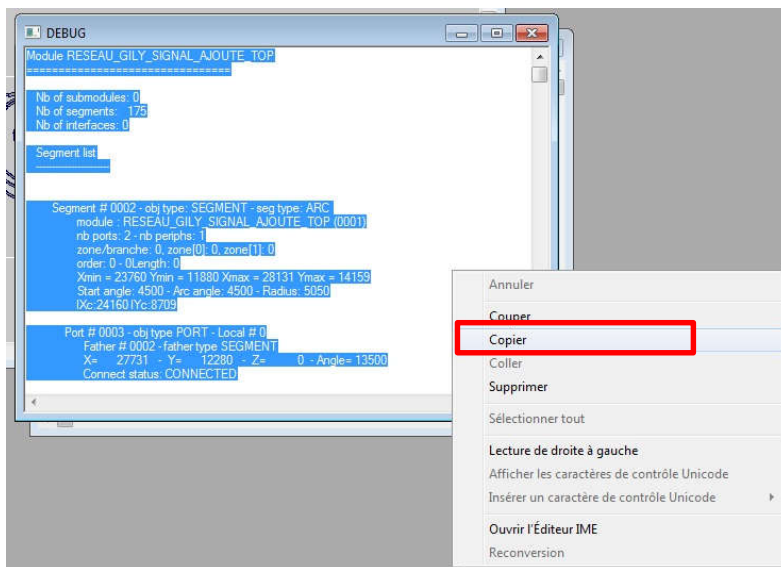 DEBUG
Module RESEAU_GILY_SIGNAL_AJOUTE_TOP
================================
Nb of submodules: 0
Nb of segments: 175
Nb of interfaces: 0
Segment list
------------------
Segment # 0002 - obj type: SEGMENT - seg type: ARC
module : RESEAU_GILY_SIGNAL_AJOUTE_TOP (0001)
nb ports: 2 - nb periphs: 1
zone/branche: 0, zone[0]: 0, zone[1]: 0
order: 0 - 0Length: 0
Xmin = 23760 Ymin = 11880 Xmax = 28131 Ymax = 14159
Start angle: 4500 - Arc angle: 4500 - Radius: 5050
IXc:24160 IYc:8709
Port # 0003 - obj type PORT - Local # 0
Father # 0002 - father type SEGMENT
X= 27731 - Y= 12280 - Z= 0 - Angle= 13500
Connect status: CONNECTED
Annuler
Couper
Copier
Coller
Supprimer
Sélectionner tout
Lecture de droite à gauche
Afficher les caractères de contrôle Unicode
Insérer un caractère de contrôle Unicode
Ouvrir l'Éditeur IME
Reconversion